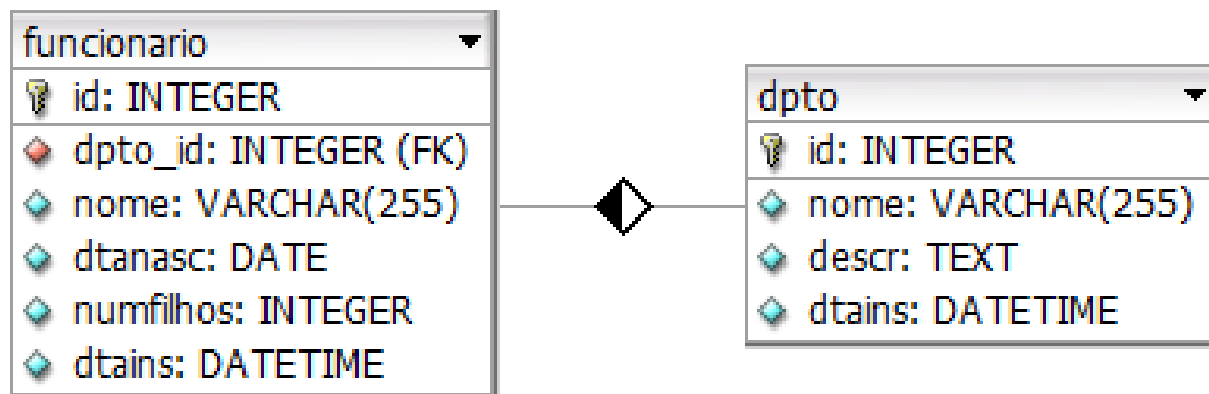 funcionario
id: INTEGER
dpto_id: INTEGER (FK)
nome: VARCHAR(255)
dtanasc: DATE
numfilhos: INTEGER
dtains: DATETIME
dpto
id: INTEGER
nome: VARCHAR(255)
descr: TEXT
dtains: DATETIME